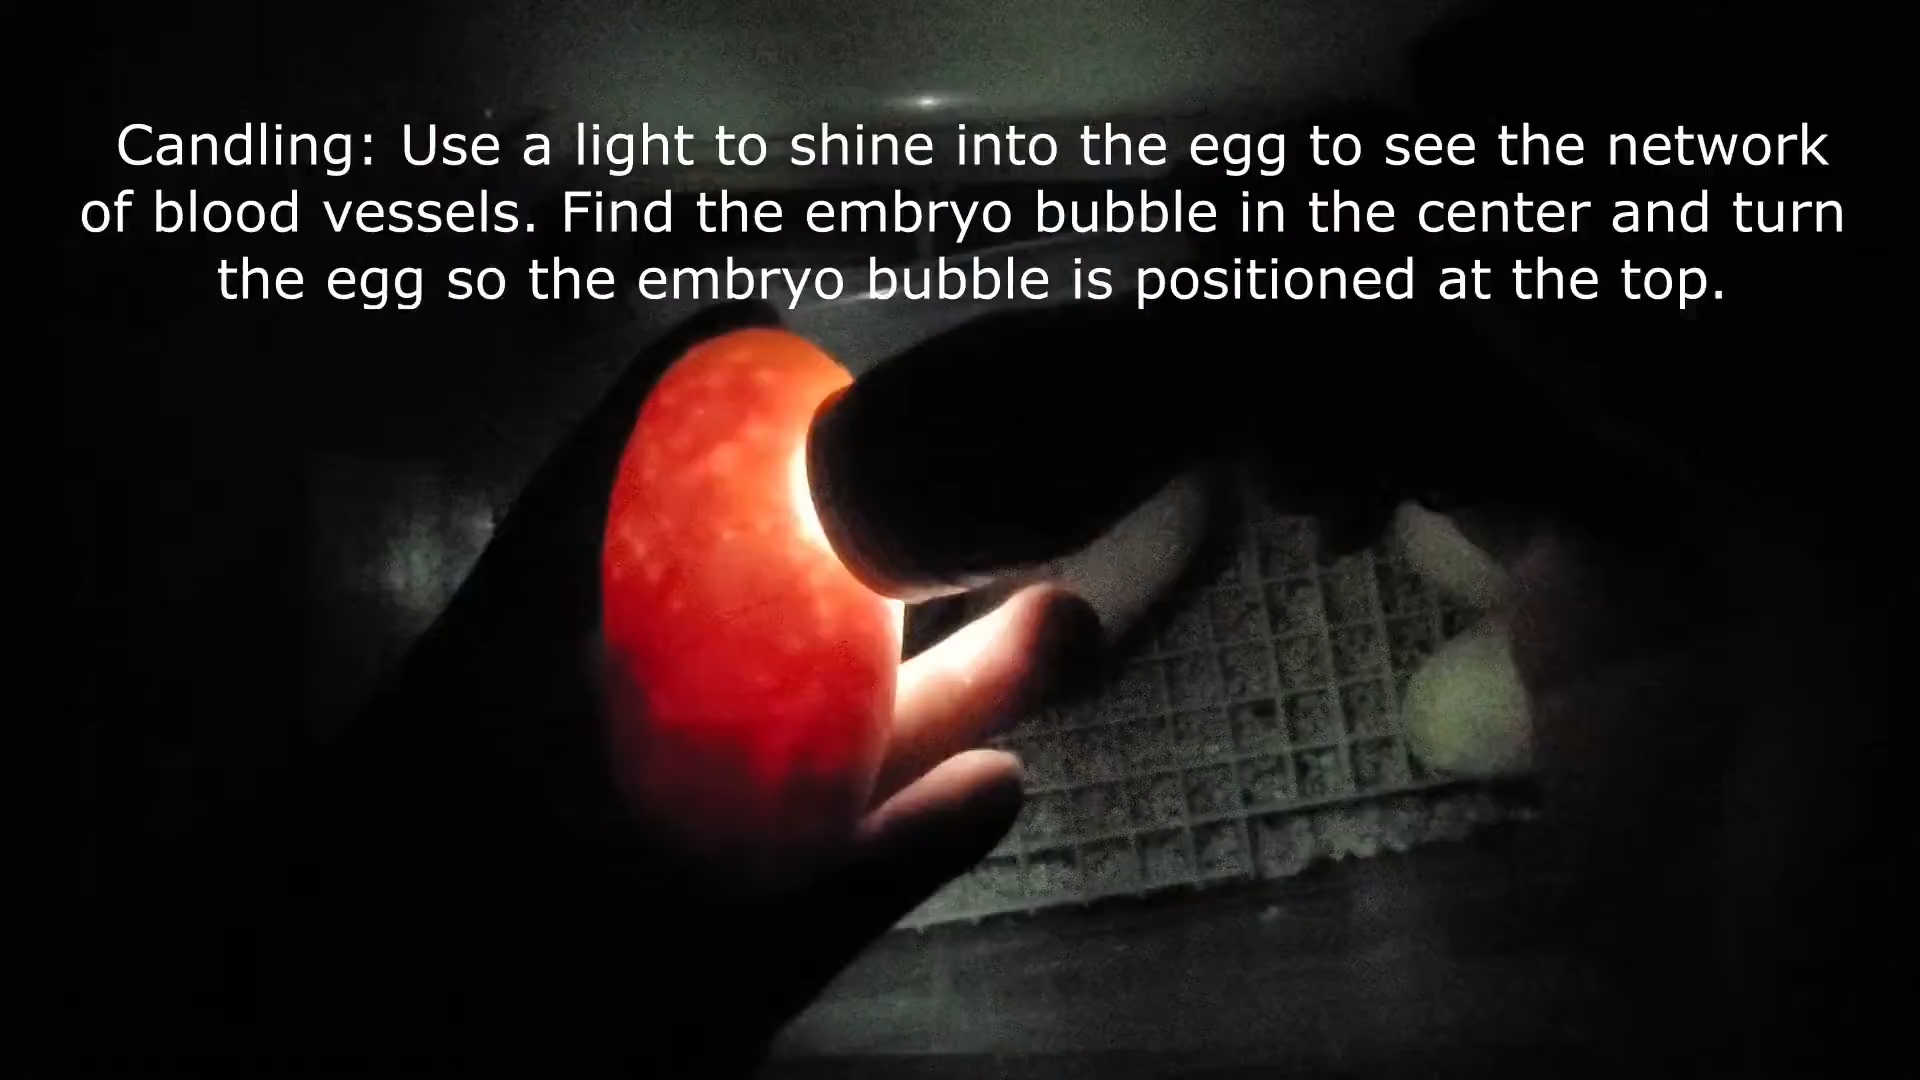 Candling: Use a light to shine into the egg to see the network
of blood vessels. Find the embryo bubble in the center and turn
the egg so the embryo bubble is positioned at the top.